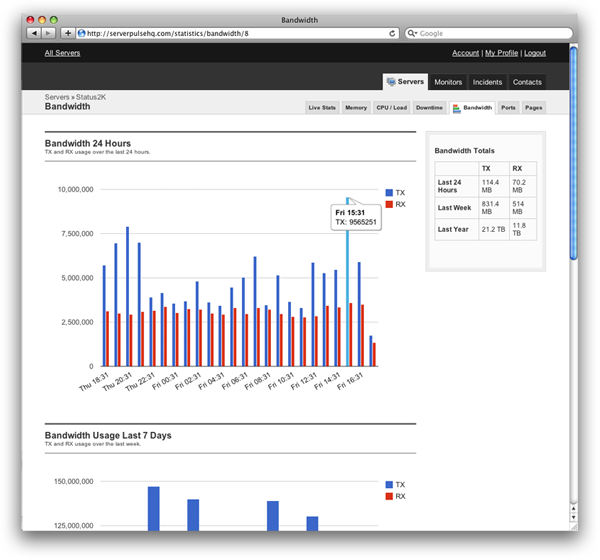 Bandwidth
http://serverpulsehq.com/statistics/bandwidth/8
Google
All Servers
Account | My Profile | Logout
Servers
Monitors
Incidents
Contacts
Servers » Status2K
Bandwidth
Live Stats
Memory
CPU / Load
Downtime
Bandwidth
Ports
Pages
Bandwidth 24 Hours
TX and RX usage over the last 24 hours.
10,000,000
7,500,000
5,000,000
2,500,000
0
TX
RX
Fri 15:31
TX: 9565251
Thu 18:31
Thu 20:31
Thu 22:31
Fri 00:31
Fri 02:31
Fri 04:31
Fri 06:31
Fri 08:31
Fri 10:31
Fri 12:31
Fri 14:31
Fri 16:31
Bandwidth Totals
TX RX
Last 24 Hours 114.4 MB 70.2 MB
Last Week 831.4 MB 514 MB
Last Year 21.2 TB 11.8 TB
Bandwidth Usage Last 7 Days
TX and RX usage over the last week.
150,000,000
125,000,000
TX
RX